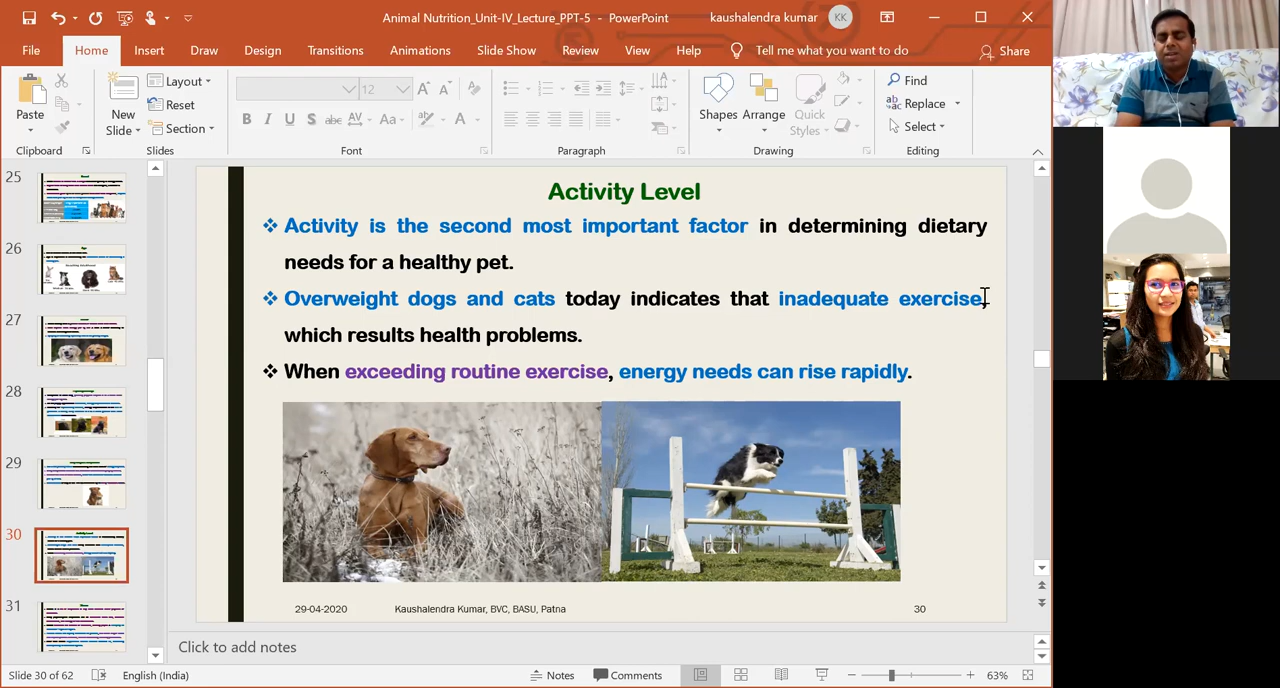 Animal Nutrition_Unit-IV_Lecture_PPT-5 - PowerPoint
kaushalendra kumar
KK
File
Home
Insert
Draw
Design
Transitions
Animations
Slide Show
Review
View
Help
Tell me what you want to do
Share
Paste
Clipboard
New
Slide
Layout
Reset
Section
Slides
12
B I U S abc AV Aa
Font
Paragraph
Shapes
Arrange
Quick
Styles
Drawing
Find
Replace
Select
Editing
25
26
27
28
29
30
31
Activity Level
Activity is the second most important factor in determining dietary
needs for a healthy pet.
Overweight dogs and cats today indicates that inadequate exercise,
which results health problems.
When exceeding routine exercise, energy needs can rise rapidly.
29-04-2020
Kaushalendra Kumar, BVC, BASU, Patna
30
Click to add notes
Slide 30 of 62
English (India)
Notes
Comments
63%